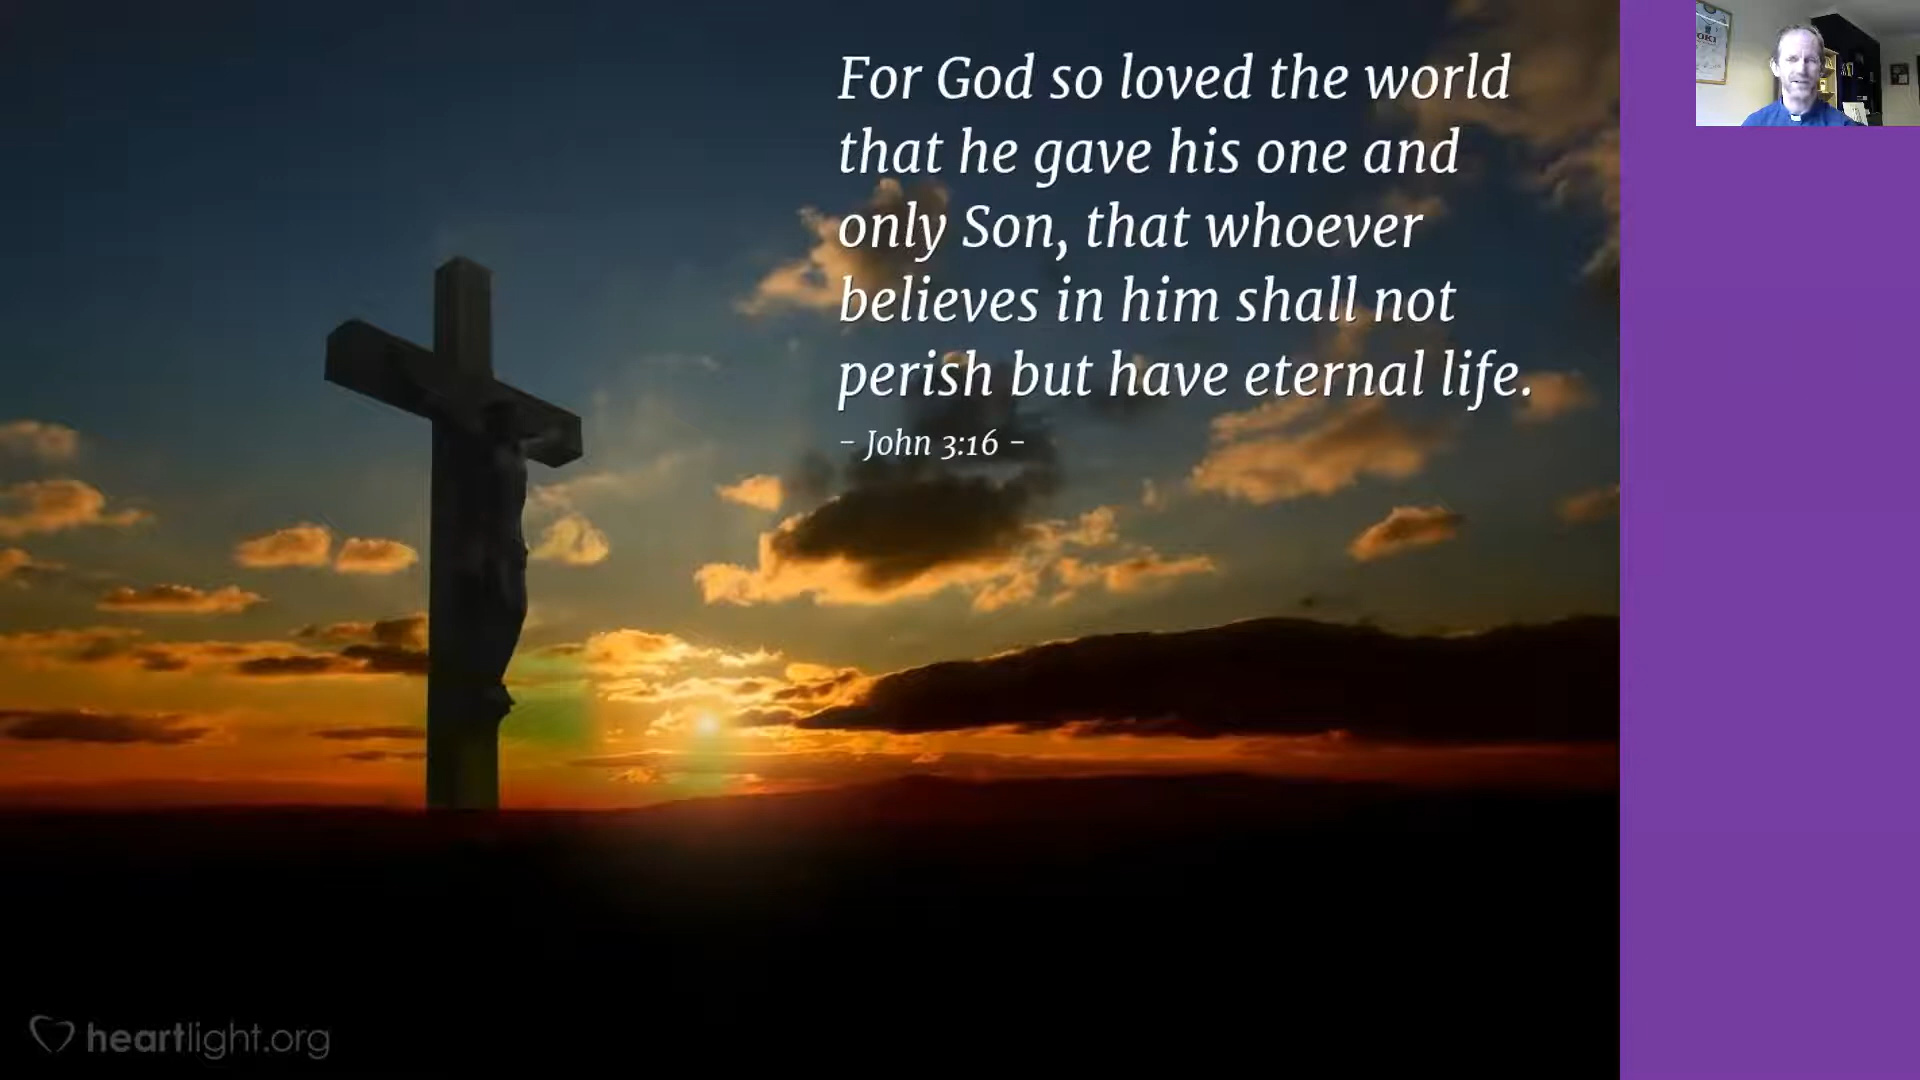 For God so loved the world
that he gave his one and
only Son, that whoever
believes in him shall not
perish but have eternal life.
- John 3:16 -
heartlight.org